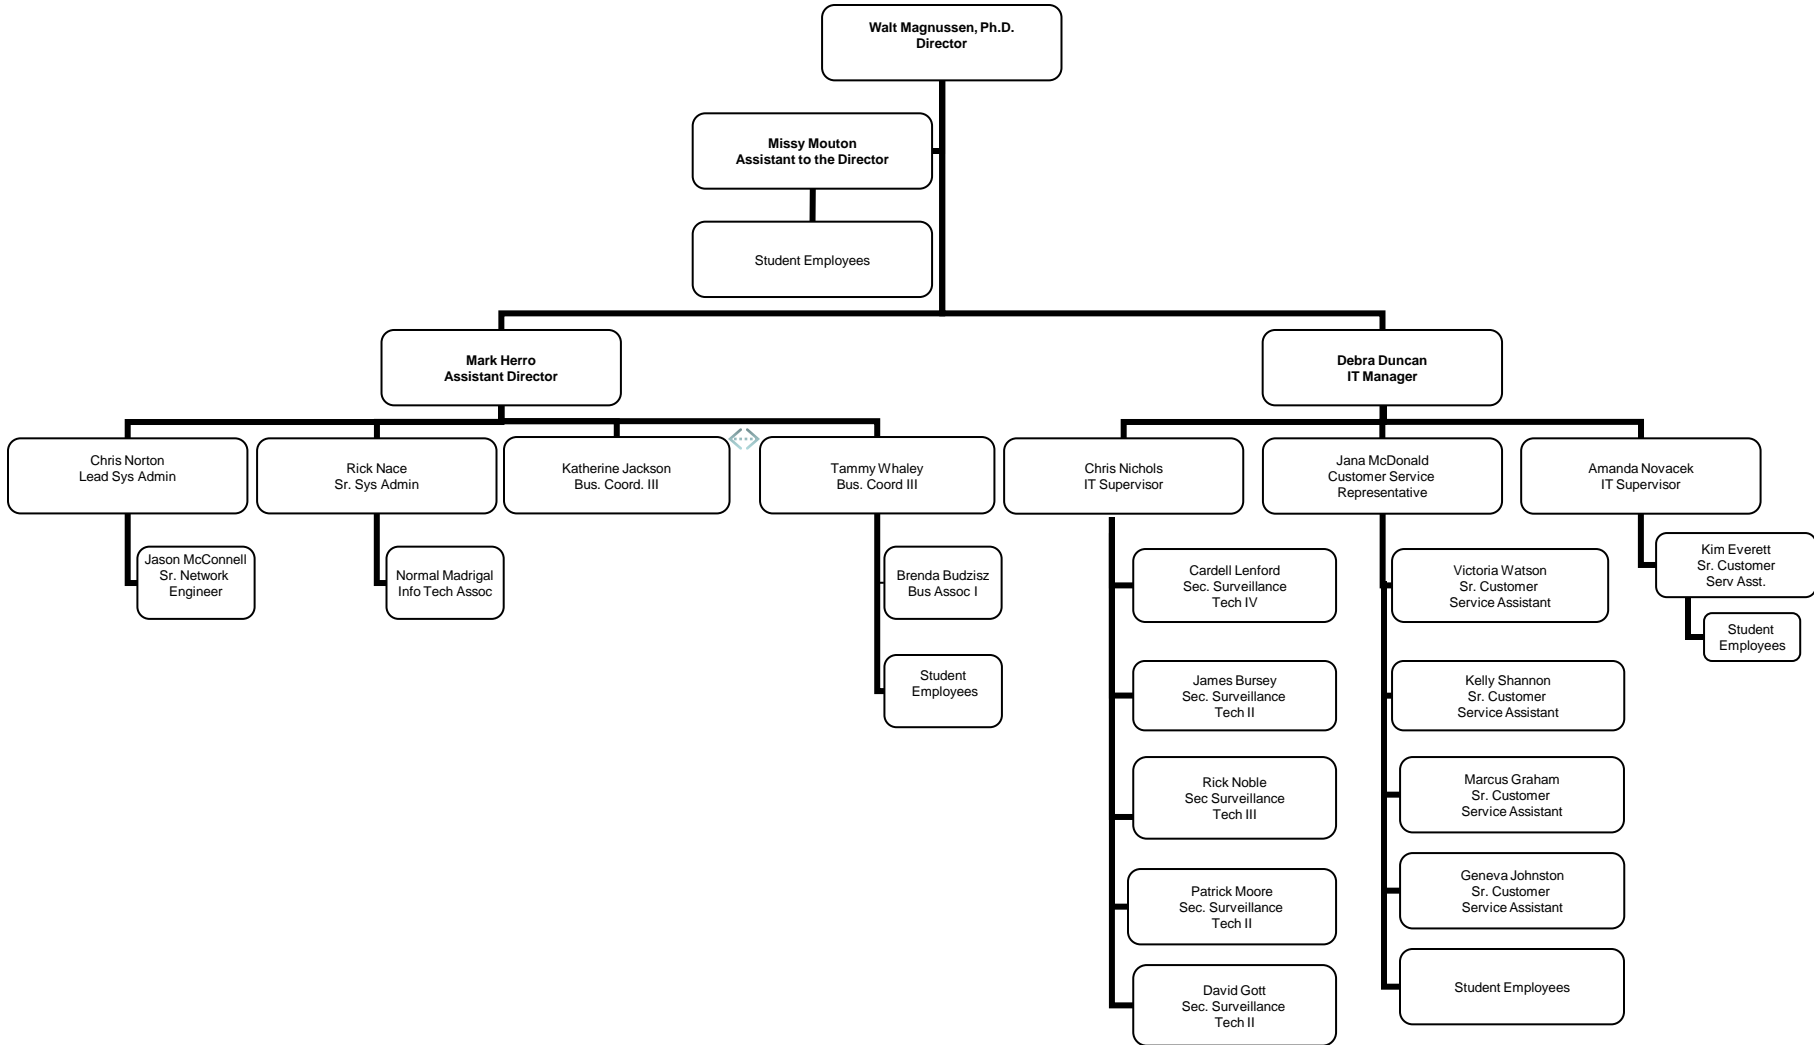 Walt Magnussen, Ph.D.
Director
Missy Mouton
Assistant to the Director
Student Employees
Mark Herro
Assistant Director
Debra Duncan
IT Manager
Chris Norton
Lead Sys Admin
Rick Nace
Sr. Sys Admin
Katherine Jackson
Bus. Coord. III
Tammy Whaley
Bus. Coord III
Chris Nichols
IT Supervisor
Jana McDonald
Customer Service
Representative
Amanda Novacek
IT Supervisor
Jason McConnell
Sr. Network
Engineer
Normal Madrigal
Info Tech Assoc
Brenda Budzisz
Bus Assoc I
Student
Employees
Cardell Lenford
Sec. Surveillance
Tech IV
James Bursey
Sec. Surveillance
Tech II
Rick Noble
Sec Surveillance
Tech III
Patrick Moore
Sec. Surveillance
Tech II
David Gott
Sec. Surveillance
Tech II
Victoria Watson
Sr. Customer
Service Assistant
Kelly Shannon
Sr. Customer
Service Assistant
Marcus Graham
Sr. Customer
Service Assistant
Geneva Johnston
Sr. Customer
Service Assistant
Student Employees
Kim Everett
Sr. Customer
Serv Asst.
Student
Employees